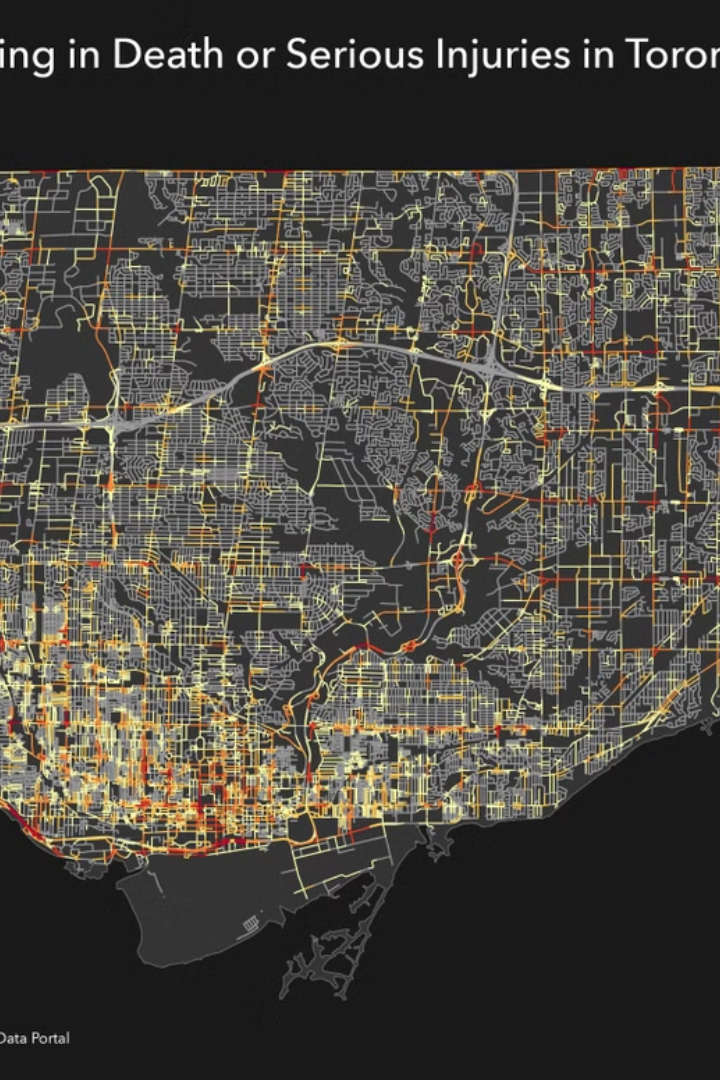 ing in Death or Serious Injuries in Toron
Data Portal